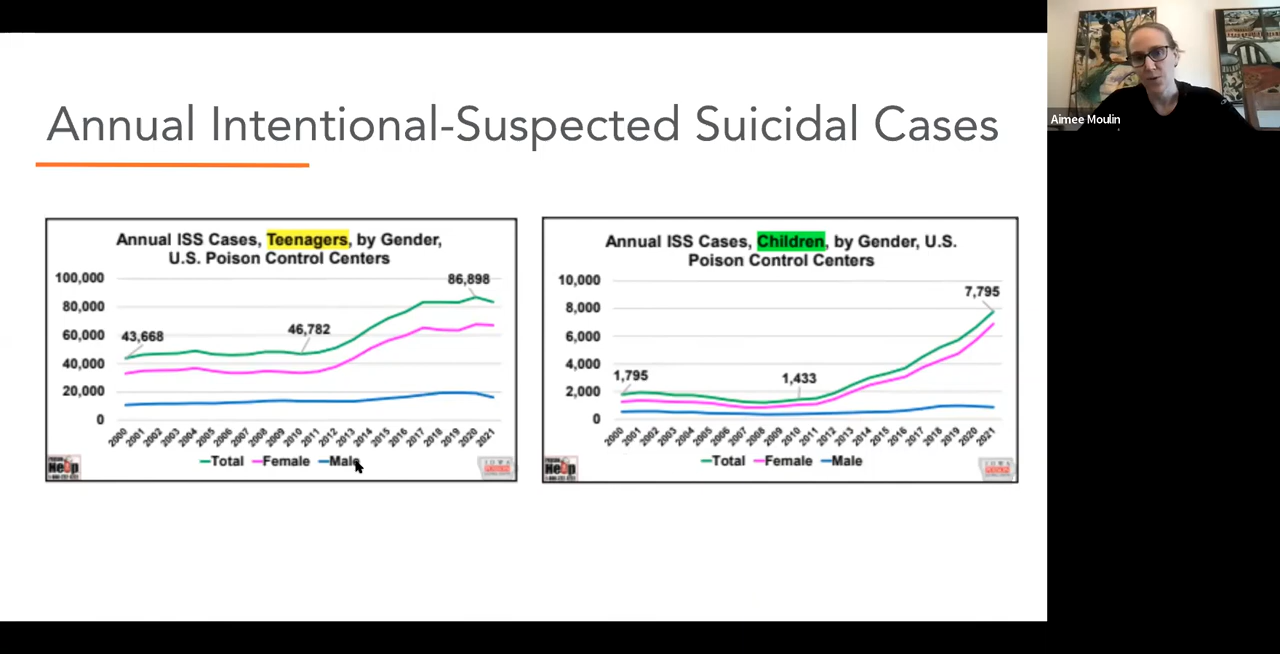 Annual Intentional-Suspected Suicidal Cases
Annual ISS Cases, Teenagers, by Gender,
U.S. Poison Control Centers
100,000
80,000
60,000
40,000
20,000
0
43,668
46,782
86,898
2000 2001 2002 2003 2004 2005 2006 2007 2008 2009 2010 2011 2012 2013 2014 2015 2016 2017 2018 2019 2020 2021
Total Female Male
Help
Annual ISS Cases, Children, by Gender, U.S.
Poison Control Centers
10,000
8,000
6,000
4,000
2,000
0
1,795
1,433
7,795
2000 2001 2002 2003 2004 2005 2006 2007 2008 2009 2010 2011 2012 2013 2014 2015 2016 2017 2018 2019 2020 2021
Total Female Male
Help
Aimee Moulin